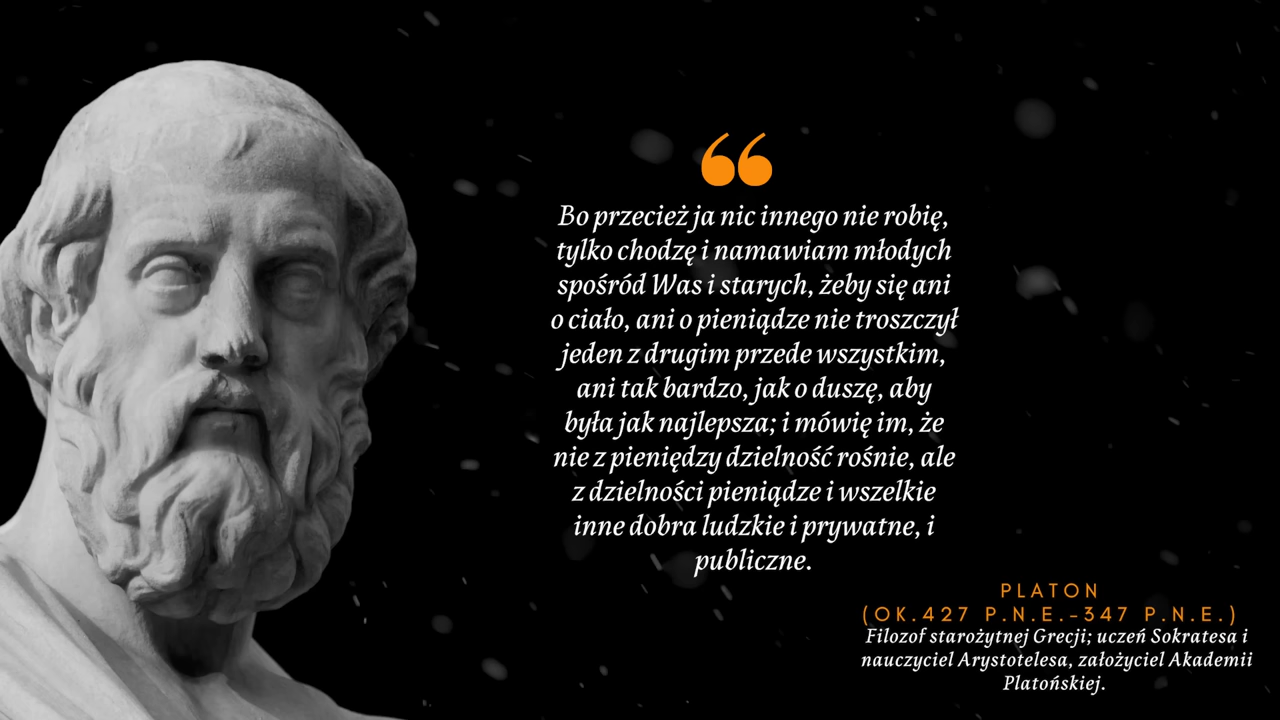 Bo przecież ja nic innego nie robię,
tylko chodzę i namawiam młodych
spośród Was i starych, żeby się ani
o ciało, ani o pieniądze nie troszczył
jeden z drugim przede wszystkim,
ani tak bardzo, jak o duszę, aby
była jak najlepsza; i mówię im, że
nie z pieniędzy dzielność rośnie, ale
z dzielności pieniądze i wszelkie
inne dobra ludzkie i prywatne, i
publiczne.
PLATON
(OK.427 P.N.E.-347 P.N.E.)
Filozof starożytnej Grecji; uczeń Sokratesa i
nauczyciel Arystotelesa, założyciel Akademii
Platońskiej.